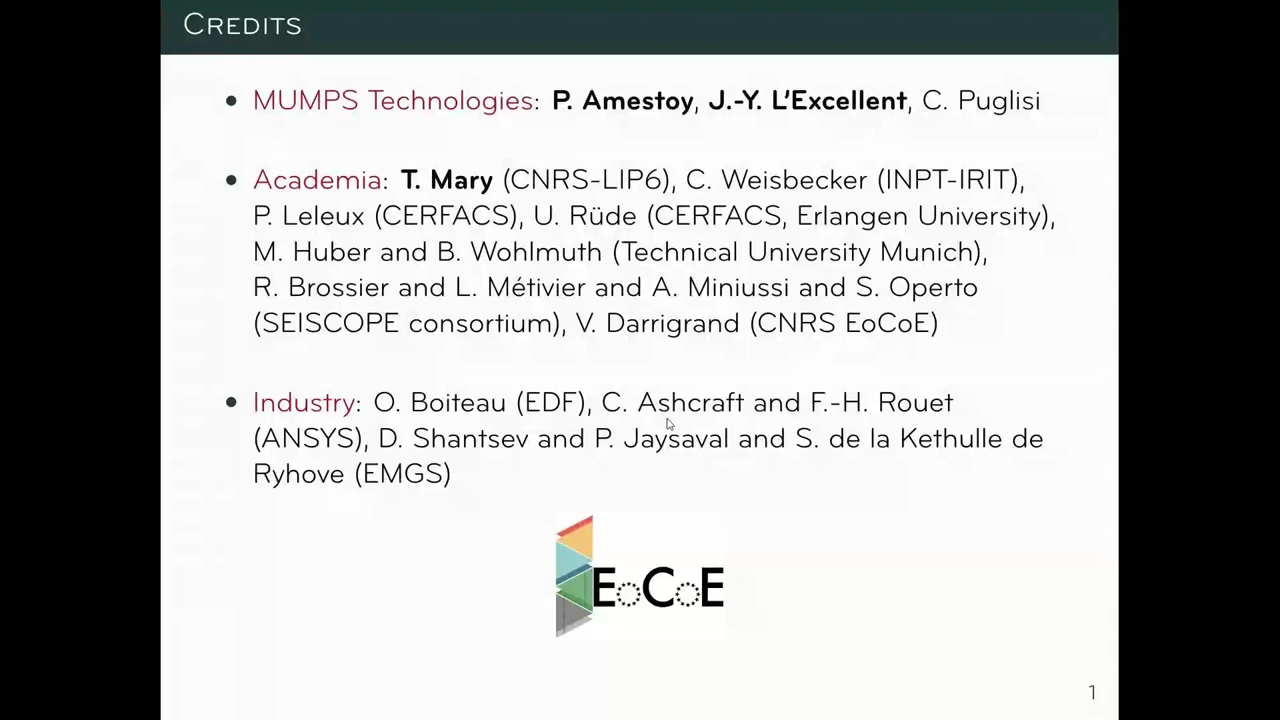 CREDITS
• MUMPS Technologies: P. Amestoy, J.-Y. L'Excellent, C. Puglisi
• Academia: T. Mary (CNRS-LIP6), C. Weisbecker (INPT-IRIT),
P. Leleux (CERFACS), U. Rüde (CERFACS, Erlangen University),
M. Huber and B. Wohlmuth (Technical University Munich),
R. Brossier and L. Métivier and A. Miniussi and S. Operto
(SEISCOPE consortium), V. Darrigrand (CNRS EoCoE)
• Industry: O. Boiteau (EDF), C. Ashcraft and F.-H. Rouet
(ANSYS), D. Shantsev and P. Jaysaval and S. de la Kethulle de
Ryhove (EMGS)
EoCoE
1